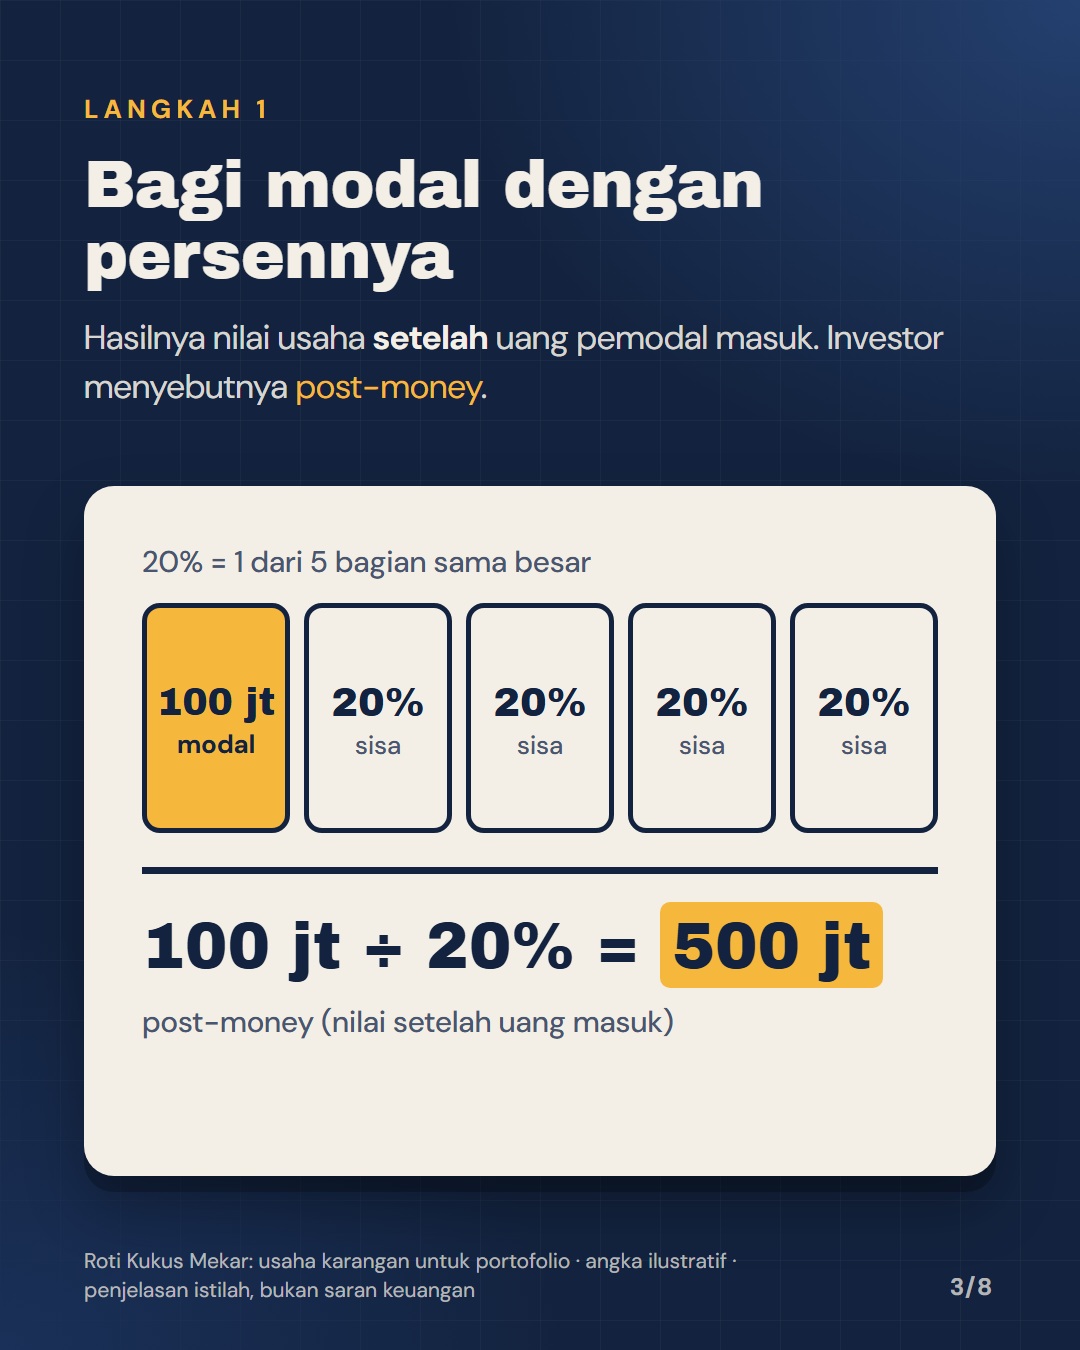 LANGKAH 1
Bagi modal dengan
persennya
Hasilnya nilai usaha setelah uang pemodal masuk. Investor
menyebutnya post-money.
20% = 1 dari 5 bagian sama besar
100 jt 20% 20% 20% 20%
modal sisa sisa sisa sisa
100 jt ÷ 20% = 500 jt
post-money (nilai setelah uang masuk)
Roti Kukus Mekar: usaha karangan untuk portofolio · angka ilustratif ·
penjelasan istilah, bukan saran keuangan
3/8